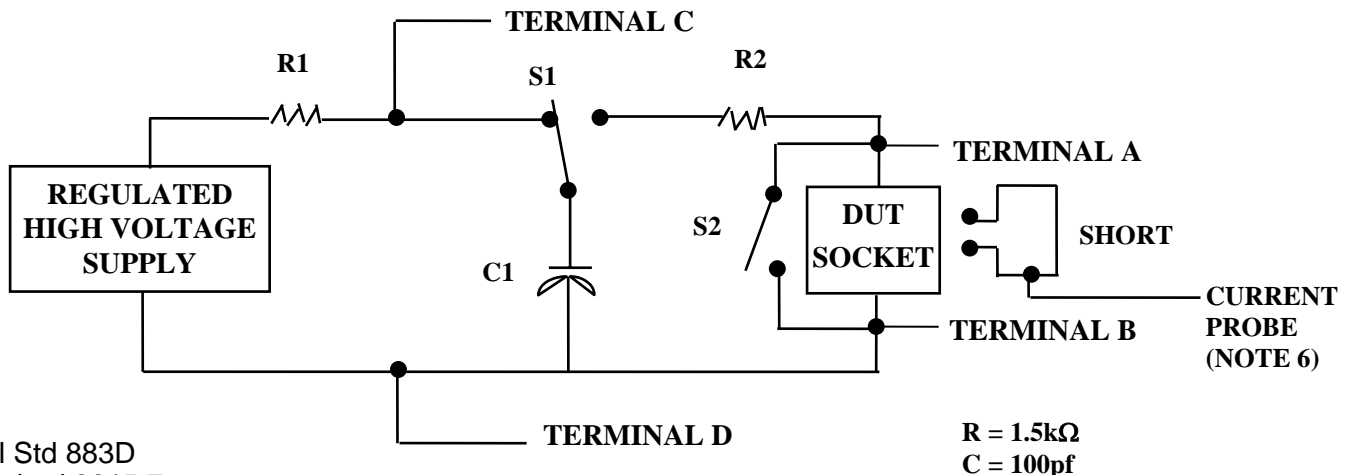 TERMINAL C
R1
S1
R2
TERMINAL A
REGULATED
HIGH VOLTAGE
SUPPLY
S2
DUT
SOCKET
SHORT
C1
CURRENT
PROBE
(NOTE 6)
TERMINAL B
TERMINAL D
R = 1.5kΩ
C = 100pf
Std 883D